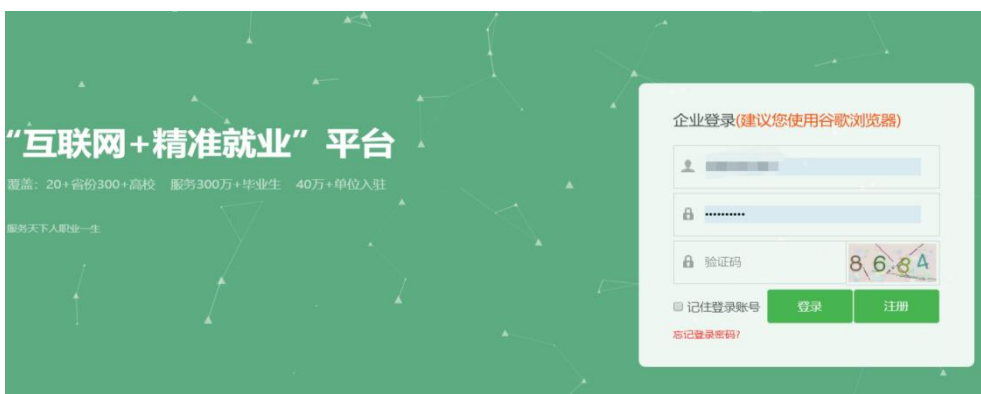 “互联网+精准就业”平台
覆盖：20+省份300+高校 服务300万+毕业生 40万+单位入驻
服务天下人职业一生
企业登录(建议您使用谷歌浏览器)
••••••••••
验证码
8684
记住登录账号
登录
注册
忘记登录密码?